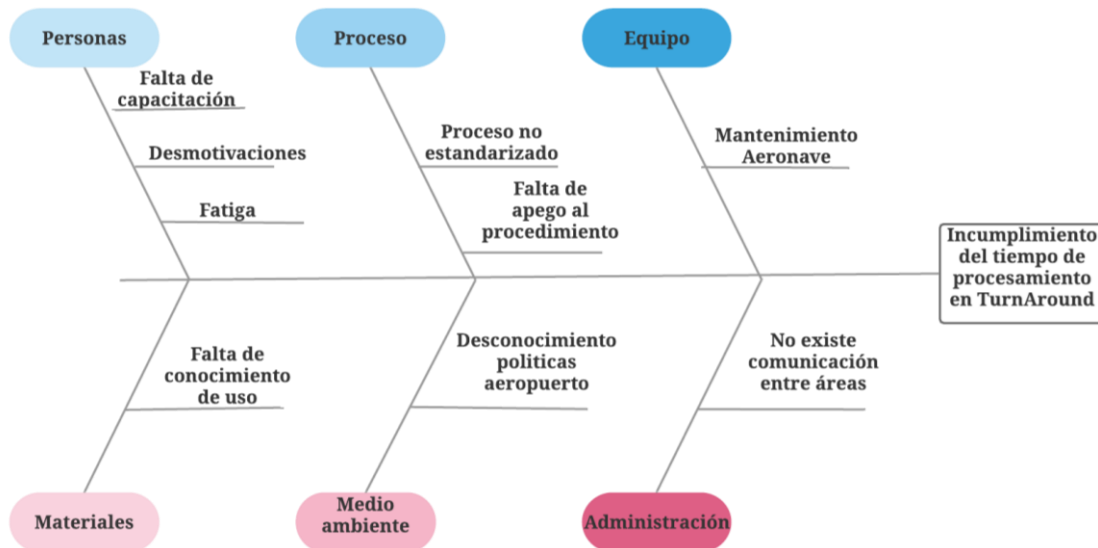 Personas
Proceso
Equipo
Falta de
capacitación
Desmotivaciones
Fatiga
Proceso no
estandarizado
Falta de
apego al
procedimiento
Mantenimiento
Aeronave
Incumplimiento
del tiempo de
procesamiento
en TurnAround
Falta de
conocimiento
de uso
Desconocimiento
politicas
aeropuerto
No existe
comunicación
entre áreas
Materiales
Medio
ambiente
Administración